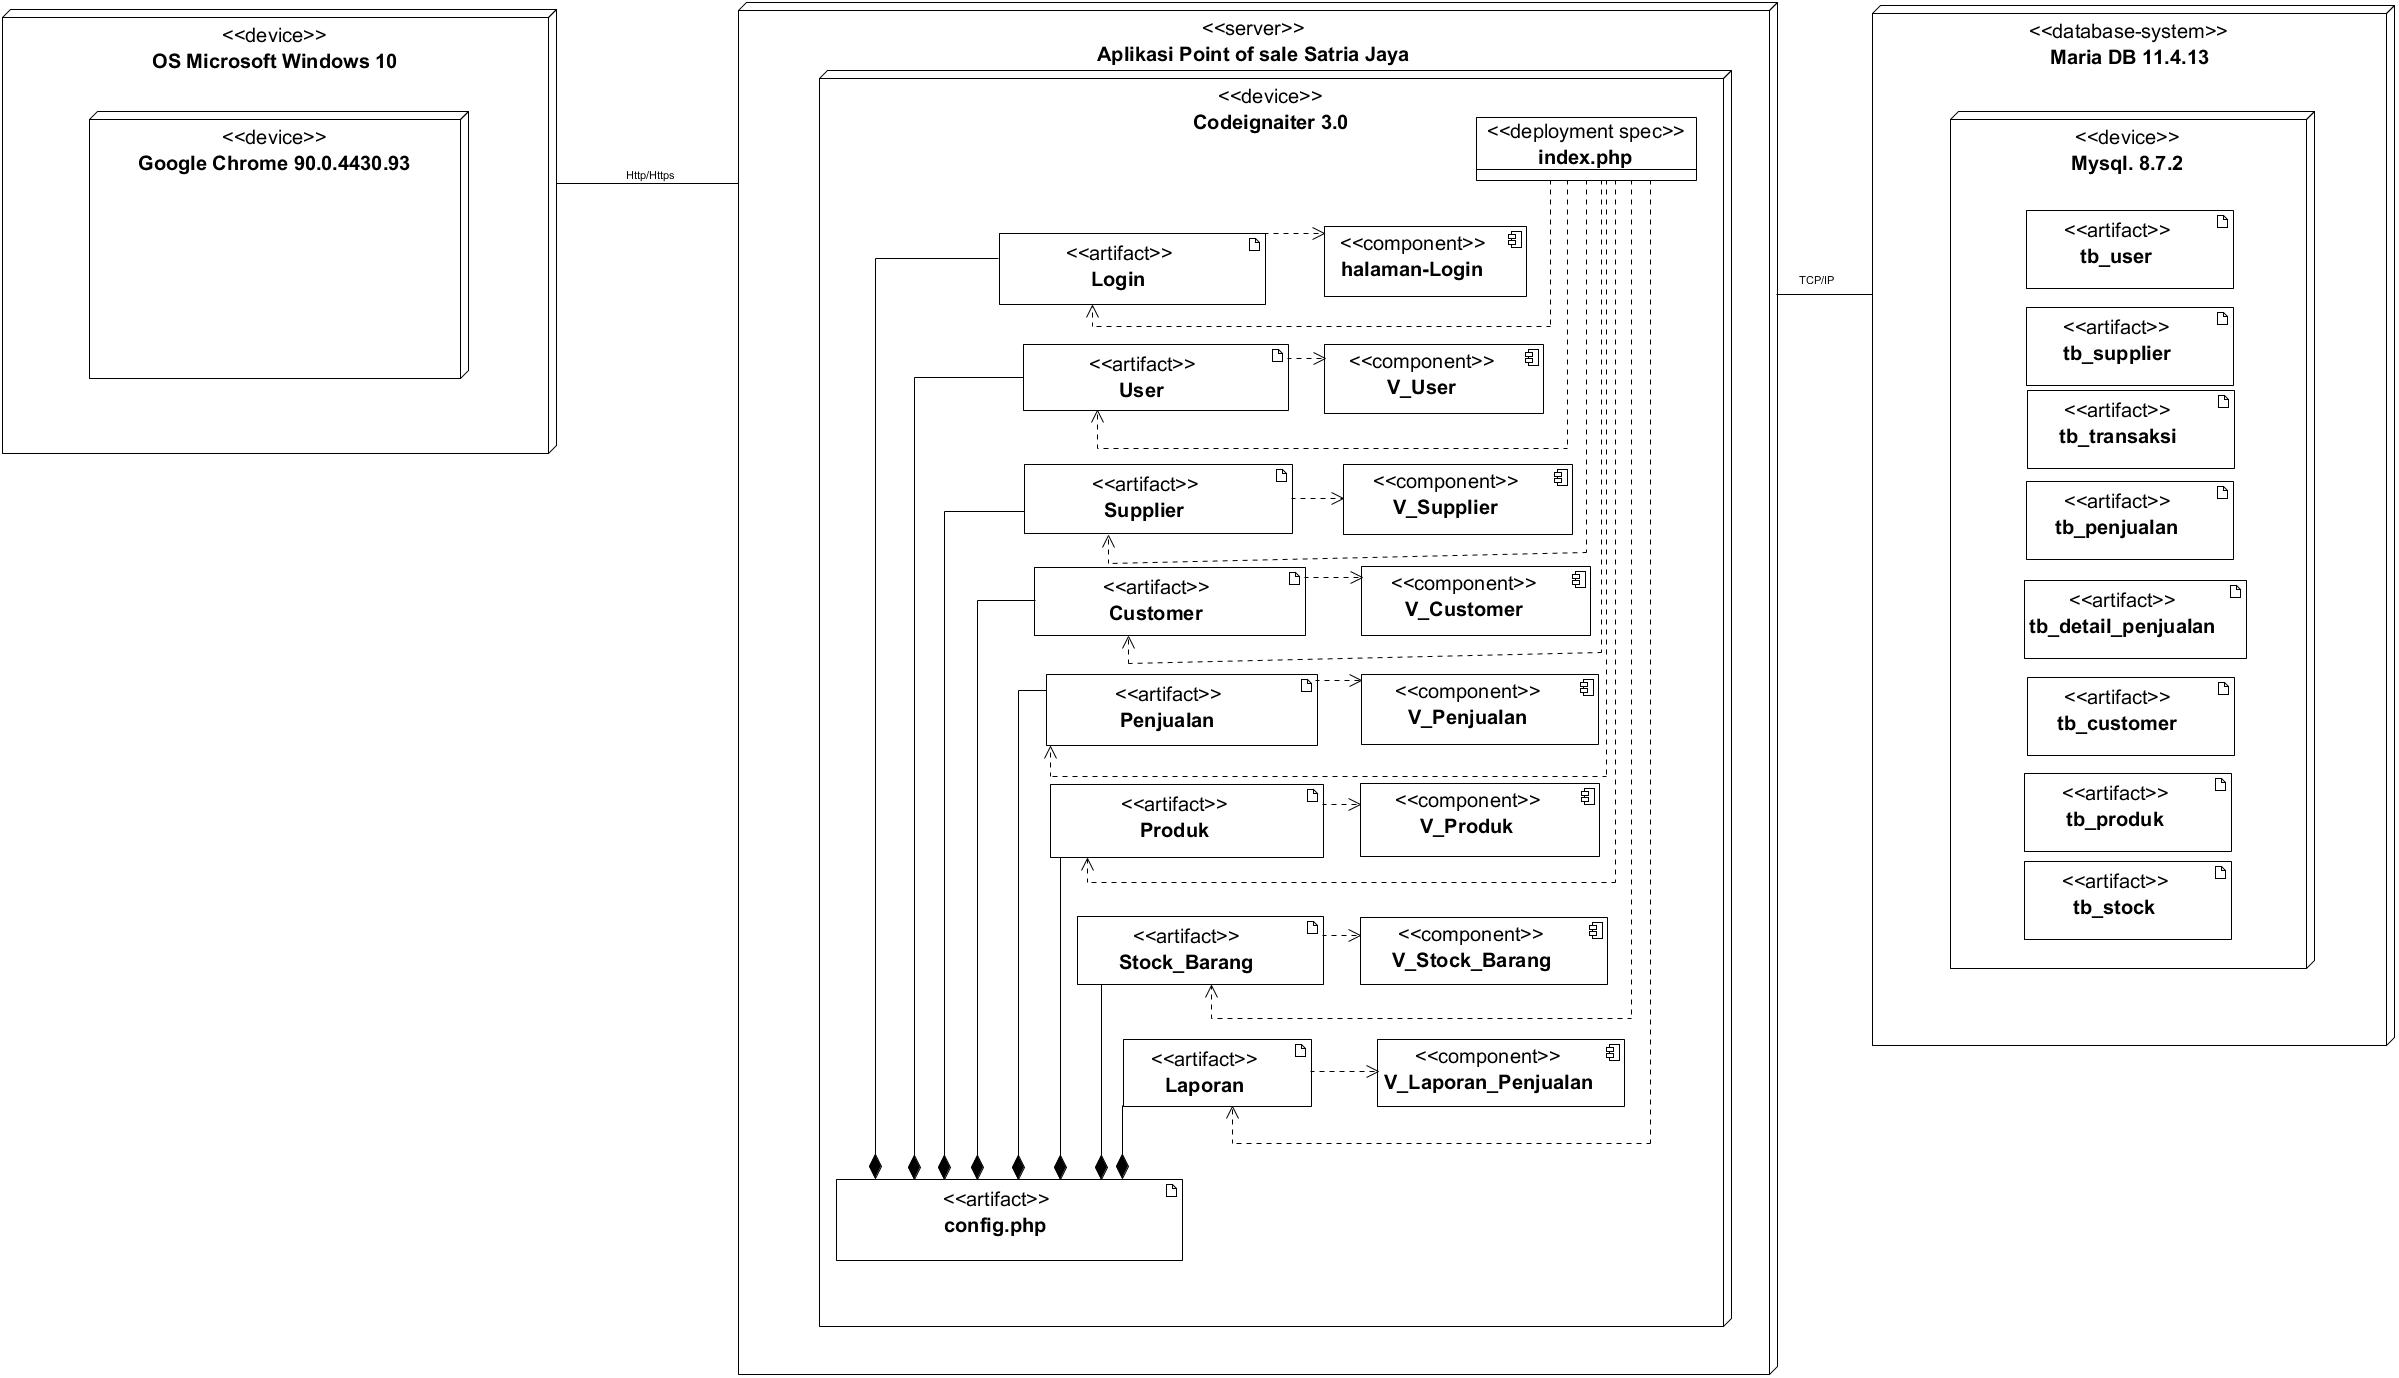 <<device>>
OS Microsoft Windows 10
<<device>>
Google Chrome 90.0.4430.93
Http/Https
<<server>>
Aplikasi Point of sale Satria Jaya
<<device>>
Codeignaiter 3.0
<<deployment spec>>
index.php
<<artifact>>
Login
<<component>>
halaman-Login
<<artifact>>
User
<<component>>
V_User
<<artifact>>
Supplier
<<component>>
V_Supplier
<<artifact>>
Customer
<<component>>
V_Customer
<<artifact>>
Penjualan
<<component>>
V_Penjualan
<<artifact>>
Produk
<<component>>
V_Produk
<<artifact>>
Stock_Barang
<<component>>
V_Stock_Barang
<<artifact>>
Laporan
<<component>>
V_Laporan_Penjualan
<<artifact>>
config.php
TCP/IP
<<database-system>>
Maria DB 11.4.13
<<device>>
Mysql. 8.7.2
<<artifact>>
tb_user
<<artifact>>
tb_supplier
<<artifact>>
tb_transaksi
<<artifact>>
tb_penjualan
<<artifact>>
tb_detail_penjualan
<<artifact>>
tb_customer
<<artifact>>
tb_produk
<<artifact>>
tb_stock